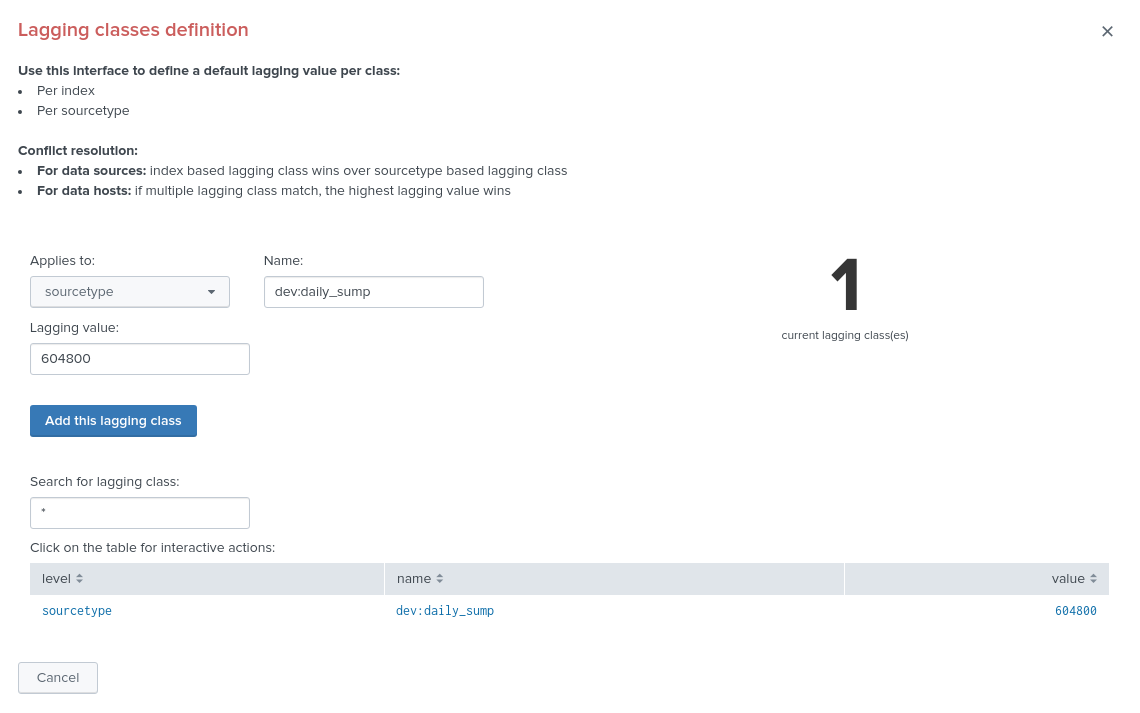 Lagging classes definition
Use this interface to define a default lagging value per class:
Per index
Per sourcetype
Conflict resolution:
For data sources: index based lagging class wins over sourcetype based lagging class
For data hosts: if multiple lagging class match, the highest lagging value wins
Applies to:
Name:
sourcetype
dev:daily_sump
Lagging value:
604800
1
current lagging class(es)
Add this lagging class
Search for lagging class:
*
Click on the table for interactive actions:
level name value
sourcetype dev:daily_sump 604800
Cancel